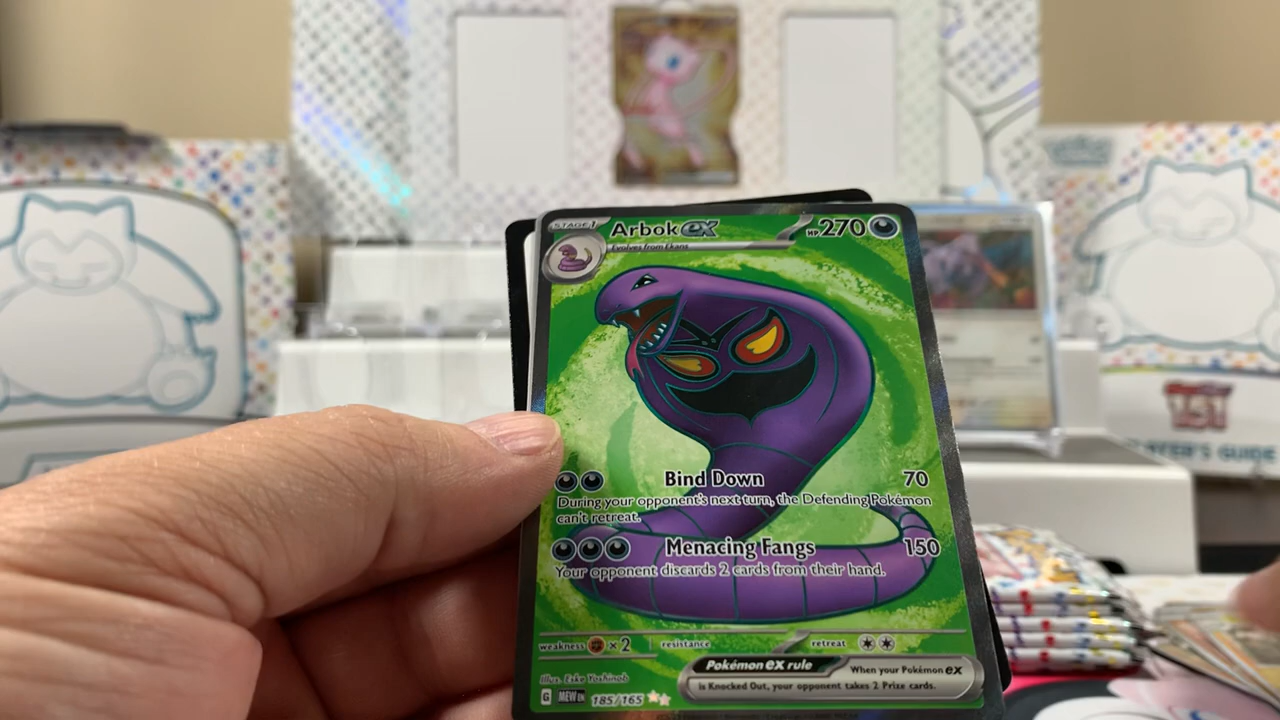 STAGE 1
Arbok ex
HP 270
Evolves from Ekans
Bind Down 70
During your opponent's next turn, the Defending Pokémon
can't retreat.
Menacing Fangs 150
Your opponent discards 2 cards from their hand.
weakness ×2 resistance retreat
Pokémon ex rule
When your Pokémon ex
is Knocked Out, your opponent takes 2 Prize cards.
G MEW EN 185/165
151
GUIDE